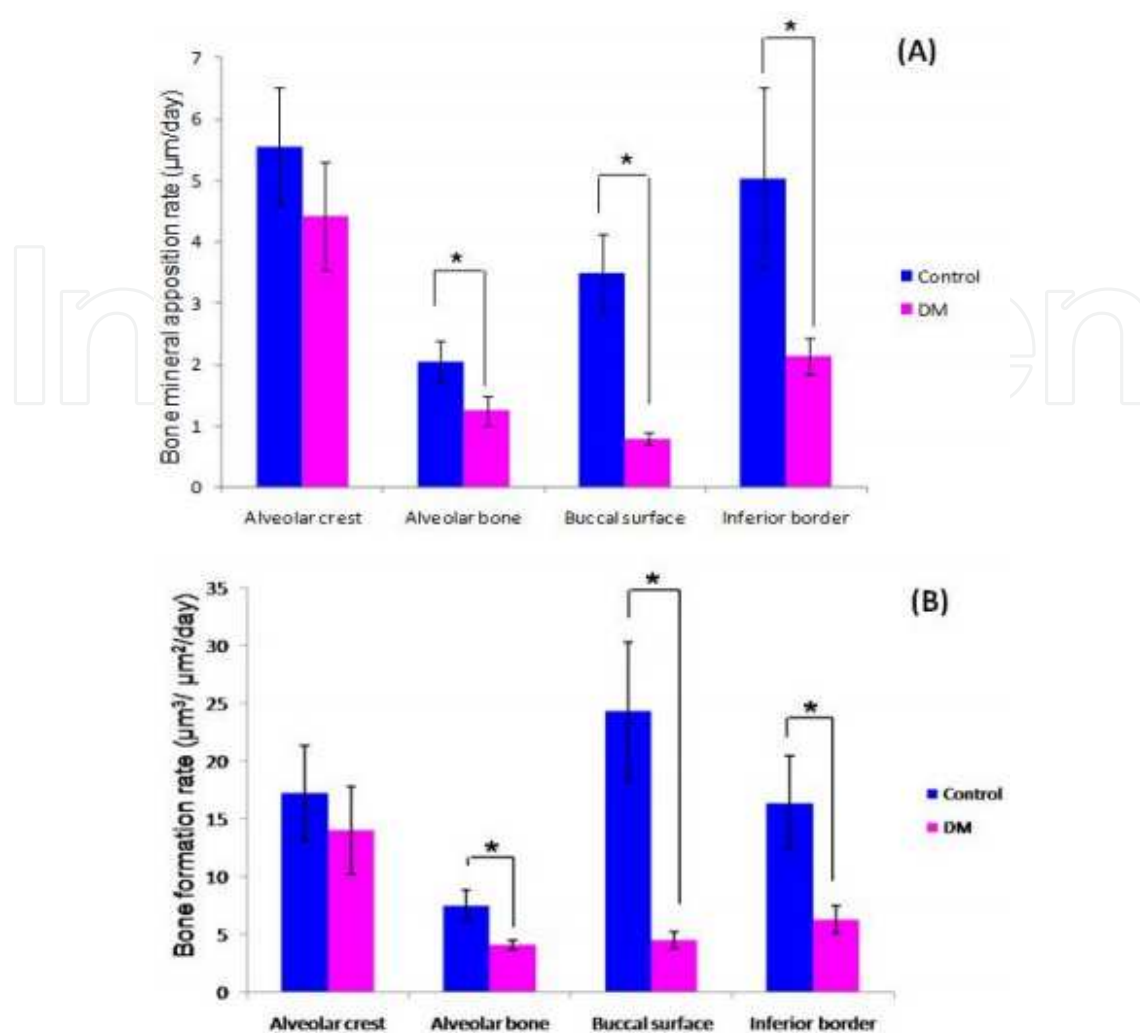 (A)
Bone mineral apposition rate (µm/day)
7
6
5
4
3
2
1
0
*
*
*
Control
DM
Alveolar crest
Alveolar bone
Buccal surface
Inferior border
(B)
Bone formation rate (µm³/ µm²/day)
35
30
25
20
15
10
5
0
*
*
*
Control
DM
Alveolar crest
Alveolar bone
Buccal surface
Inferior border